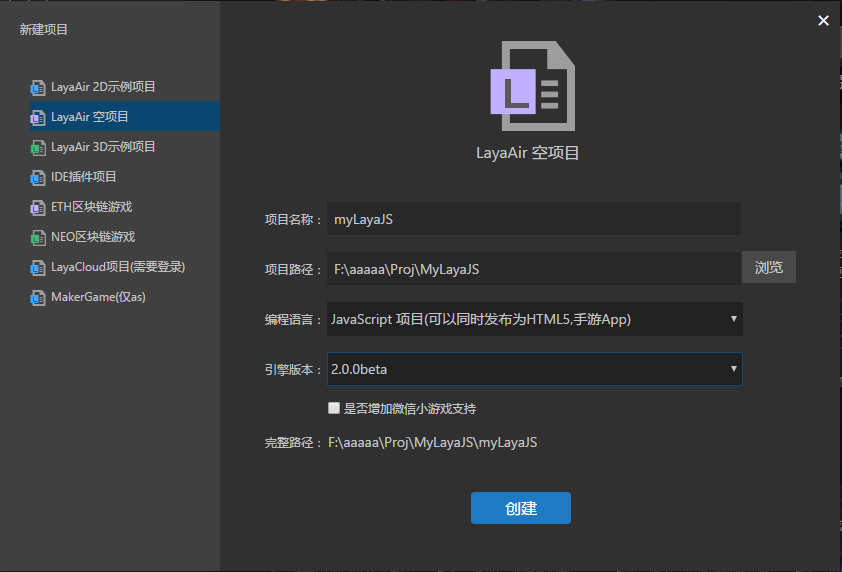 新建项目
LayaAir 2D示例项目
LayaAir 空项目
LayaAir 3D示例项目
IDE插件项目
ETH区块链游戏
NEO区块链游戏
LayaCloud项目(需要登录)
MakerGame(仅as)
LayaAir 空项目
项目名称： myLayaJS
项目路径： F:\aaaaa\Proj\MyLayaJS 浏览
编程语言： JavaScript 项目(可以同时发布为HTML5,手游App)
引擎版本： 2.0.0beta
是否增加微信小游戏支持
完整路径： F:\aaaaa\Proj\MyLayaJS\myLayaJS
创建